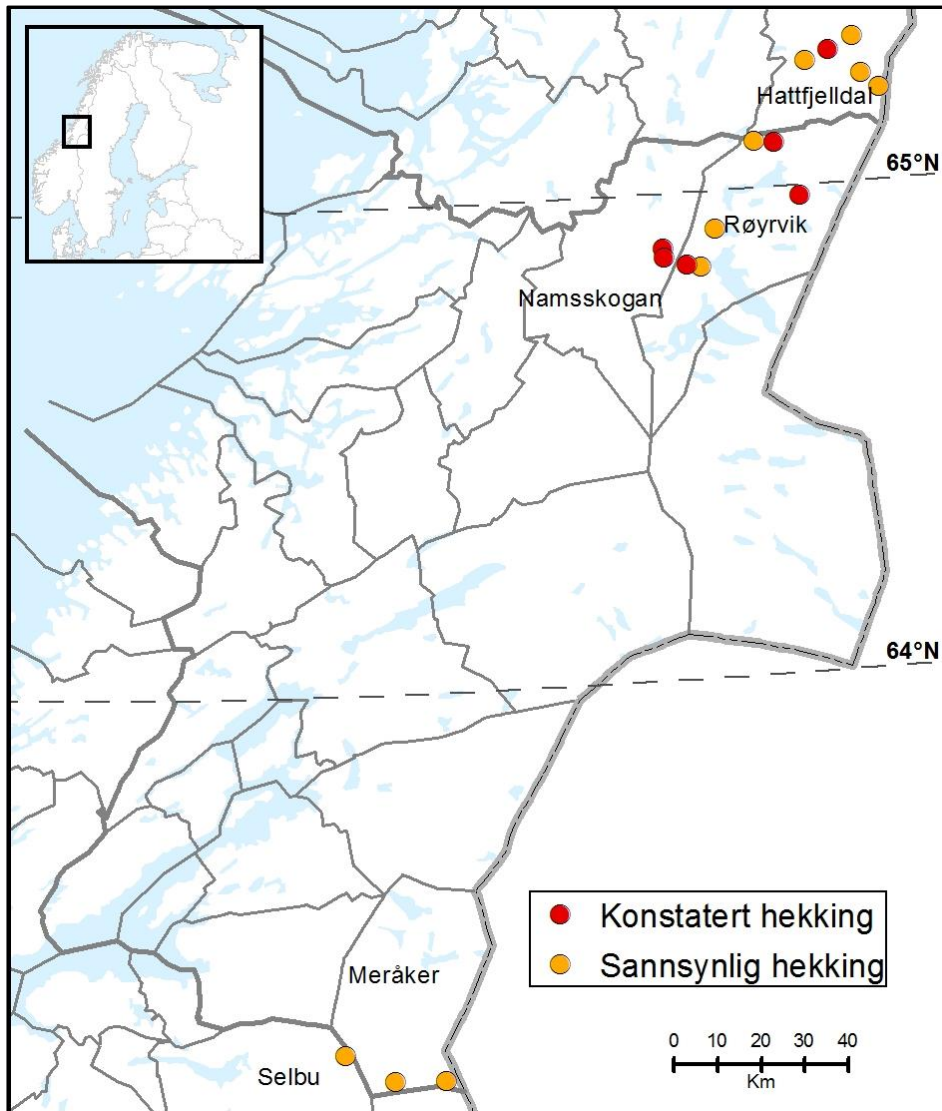 Hattfjelldal
65°N
Røyrvik
Namsskogan
64°N
Konstatert hekking
Sannsynlig hekking
Meråker
Selbu
0 10 20 30 40
Km